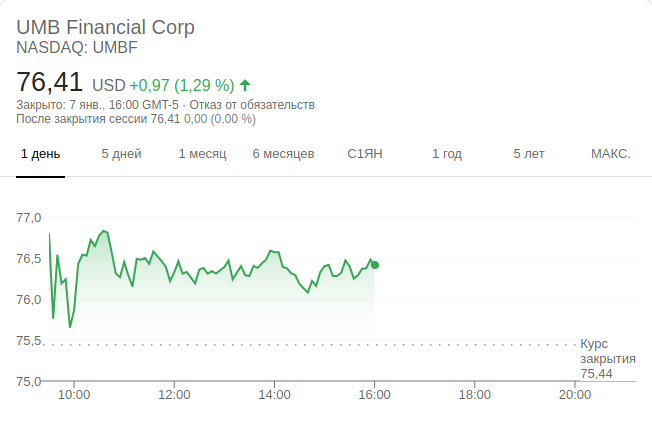 UMB Financial Corp
NASDAQ: UMBF
76,41 USD +0,97 (1,29 %)
Закрыто: 7 янв., 16:00 GMT-5 · Отказ от обязательств
После закрытия сессии 76,41 0,00 (0,00 %)
1 день 5 дней 1 месяц 6 месяцев С1ЯН 1 год 5 лет МАКС.
77,0
76,5
76,0
75,5
75,0
Курс
закрытия
75,44
10:00 12:00 14:00 16:00 18:00 20:00